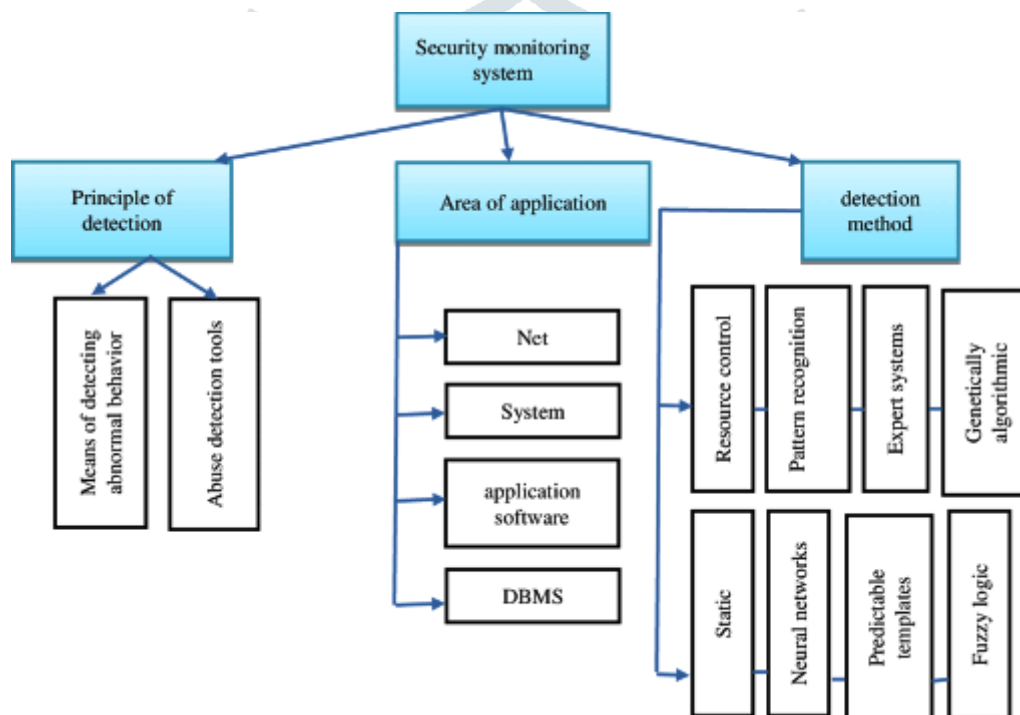 Security monitoring
system
Principle of
detection
Area of application
detection
method
Means of detecting
abnormal behavior
Abuse detection tools
Net
System
application
software
DBMS
Resource control
Pattern recognition
Expert systems
Genetically
algorithmic
Static
Neural networks
Predictable
templates
Fuzzy logic